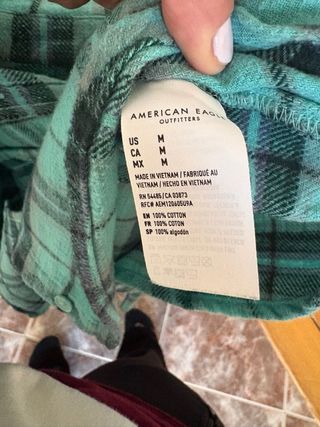 AMERICAN EAGLE
OUTFITTERS
US M
CA M
MX M
MADE IN VIETNAM / FABRIQUÉ AU
VIETNAM / HECHO EN VIETNAM
RN 54485/CA 03873
RFC# AEM120605U9A
EN 100% COTTON
FR 100% COTON
SP 100% algodón